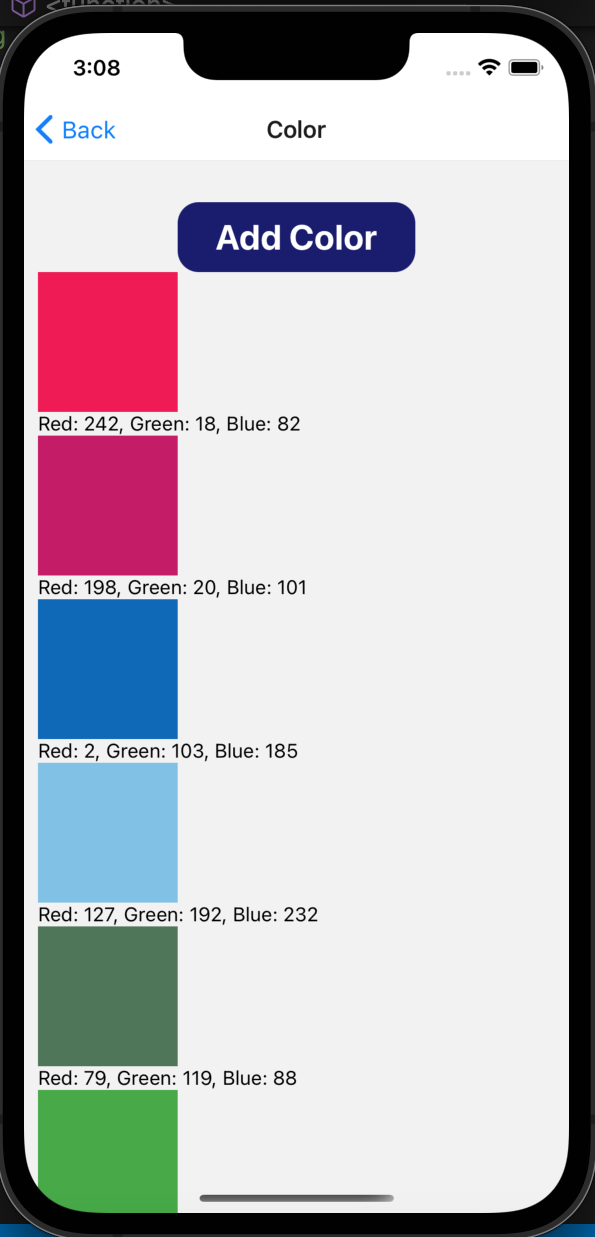 <function>
3:08
Back
Color
Add Color
Red: 242, Green: 18, Blue: 82
Red: 198, Green: 20, Blue: 101
Red: 2, Green: 103, Blue: 185
Red: 127, Green: 192, Blue: 232
Red: 79, Green: 119, Blue: 88